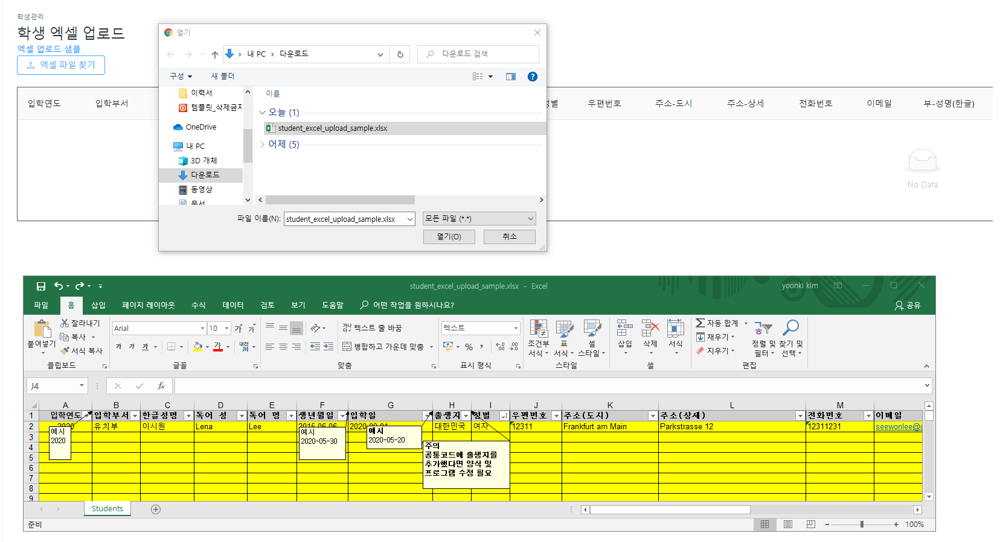 학생관리
학생 엑셀 업로드
엑셀 업로드 샘플
엑셀 파일 찾기
입학연도 입학부서 성별 우편번호 주소-도시 주소-상세 전화번호 이메일 부-성명(한글)
No Data
열기
내 PC 다운로드
다운로드 검색
구성 새 폴더
이력서
템플릿_삭제금지
OneDrive
내 PC
3D 개체
다운로드
동영상
문서
이름
오늘 (1)
student_excel_upload_sample.xlsx
어제 (5)
파일 이름(N): student_excel_upload_sample.xlsx 모든 파일 (*.*)
열기(O) 취소
student_excel_upload_sample.xlsx - Excel
yoonki kim
파일 홈 삽입 페이지 레이아웃 수식 데이터 검토 보기 도움말 어떤 작업을 원하시나요? 공유
붙여넣기
잘라내기
복사
서식 복사
클립보드
Arial 10 가 가
가 가 가 가 내천 川
글꼴
텍스트 줄 바꿈
병합하고 가운데 맞춤
맞춤
텍스트
% , .00 .00
표시 형식
조건부 서식
표 서식
셀 스타일
스타일
삽입 삭제 서식
셀
자동 합계
채우기
지우기
정렬 및 필터
찾기 및 선택
편집
J4 fx
A B C D E F G H I J K L M
1 입학연도 입학부서 한글성명 독어 성 독어 명 생년월일 입학일 출생지 성별 우편번호 주소(도시) 주소(상세) 전화번호 이메일
2 2020 유치부 이시원 Lena Lee 2015-06-06 대한민국 여자 12311 Frankfurt am Main Parkstrasse 12 12311231 seewonlee@
3
4
5
6
7
8
9
예시
2020
예시
2020-05-30
예시
2020-05-20
주의
공통코드에 출생지를
추가했다면 양식 및
프로그램 수정 필요
Students
준비
100%